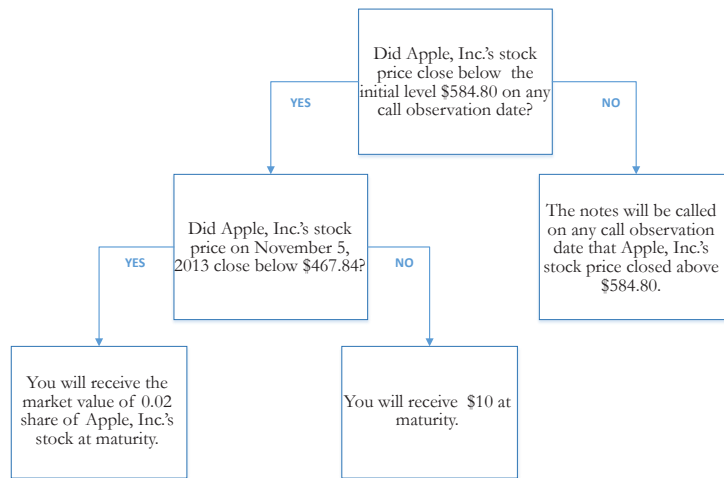 Did Apple, Inc.'s stock
price close below the
initial level $584.80 on any
call observation date?
YES
NO
Did Apple, Inc.'s stock
price on November 5,
2013 close below $467.84?
The notes will be called
on any call observation
date that Apple, Inc.'s
stock price closed above
$584.80.
YES
NO
You will receive the
market value of 0.02
share of Apple, Inc.'s
stock at maturity.
You will receive $10 at
maturity.